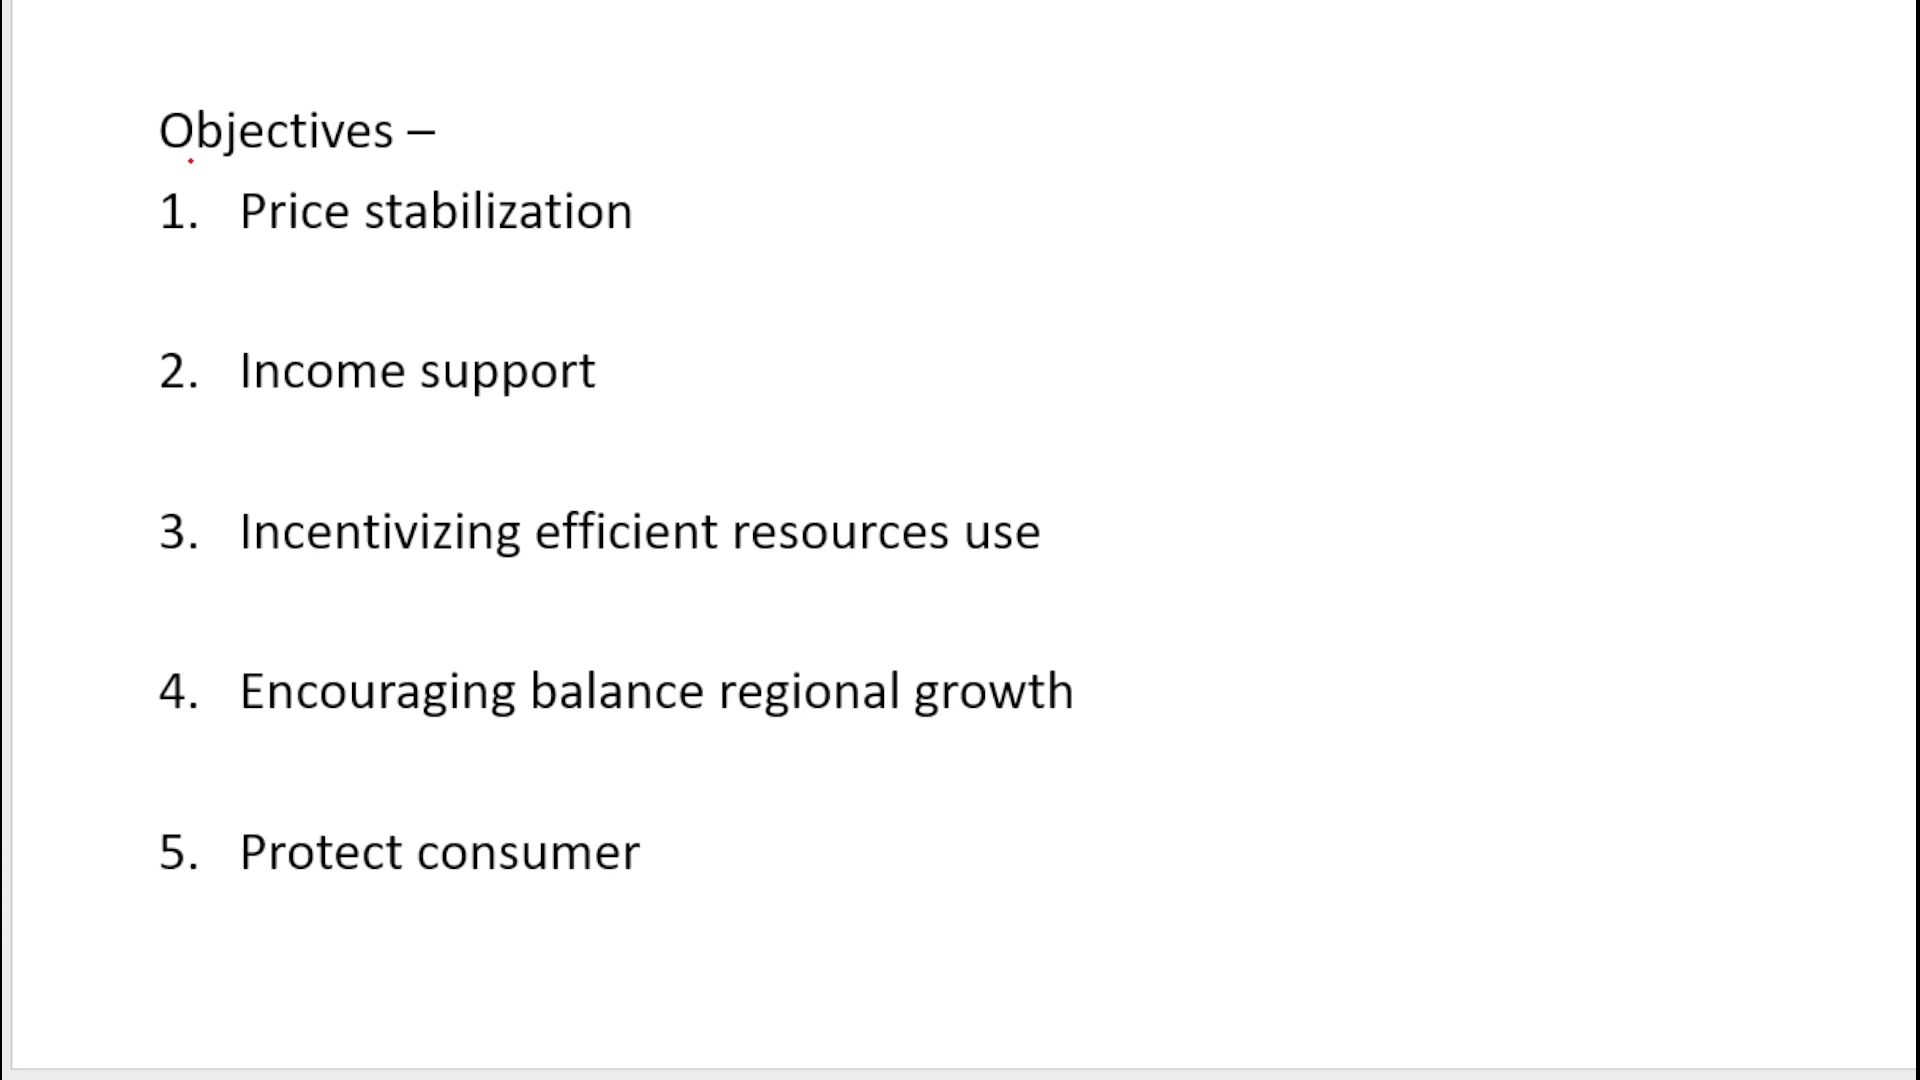 Objectives –
1. Price stabilization
2. Income support
3. Incentivizing efficient resources use
4. Encouraging balance regional growth
5. Protect consumer